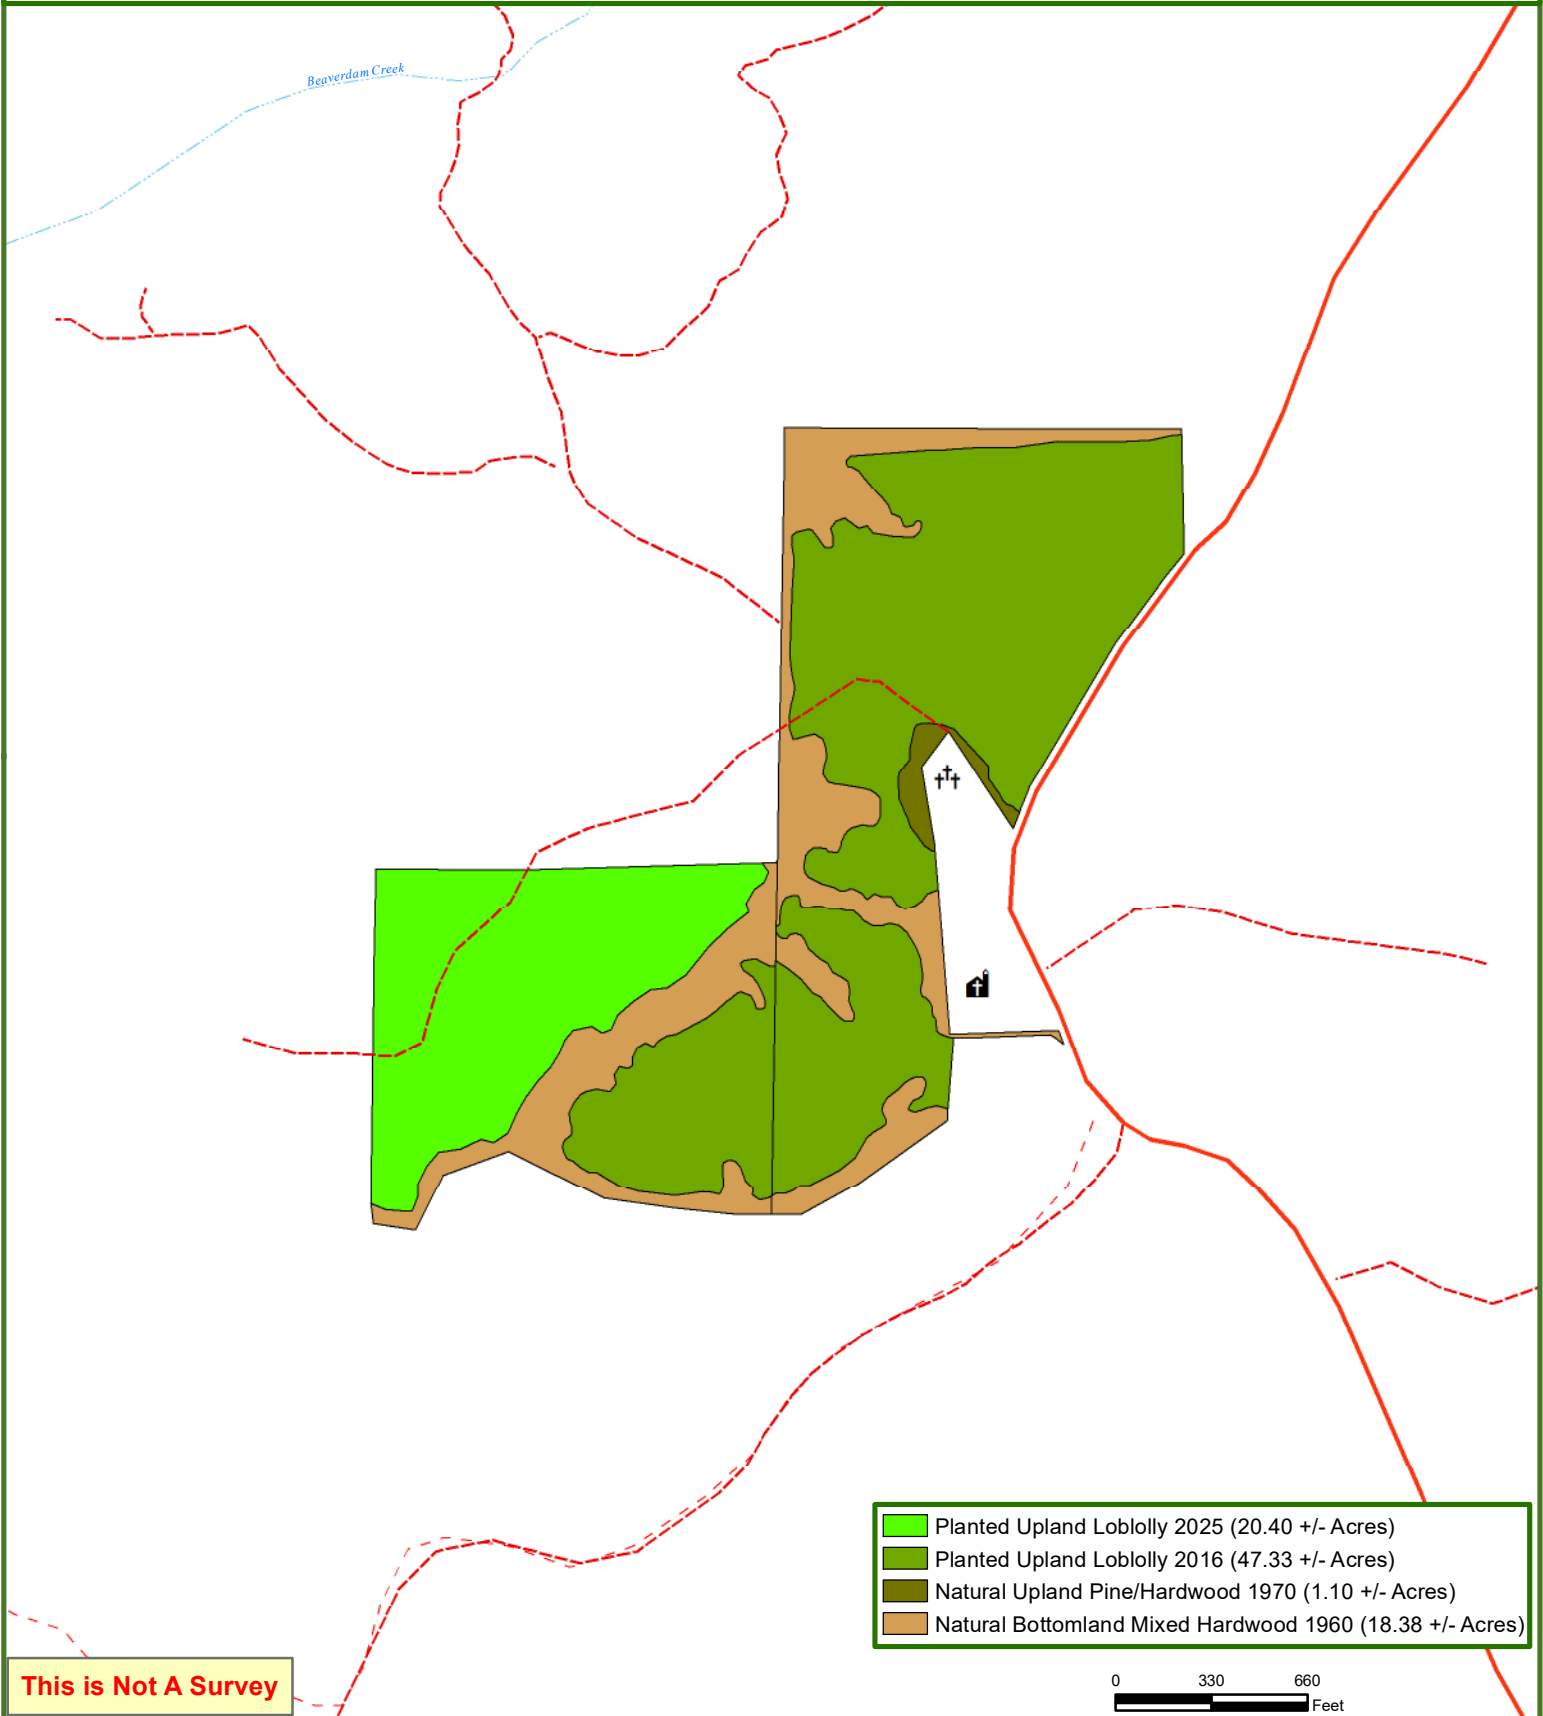 Beaverdam Creek
Planted Upland Loblolly 2025 (20.40 +/- Acres)
Planted Upland Loblolly 2016 (47.33 +/- Acres)
Natural Upland Pine/Hardwood 1970 (1.10 +/- Acres)
Natural Bottomland Mixed Hardwood 1960 (18.38 +/- Acres)
This is Not A Survey
0 330 660
Feet